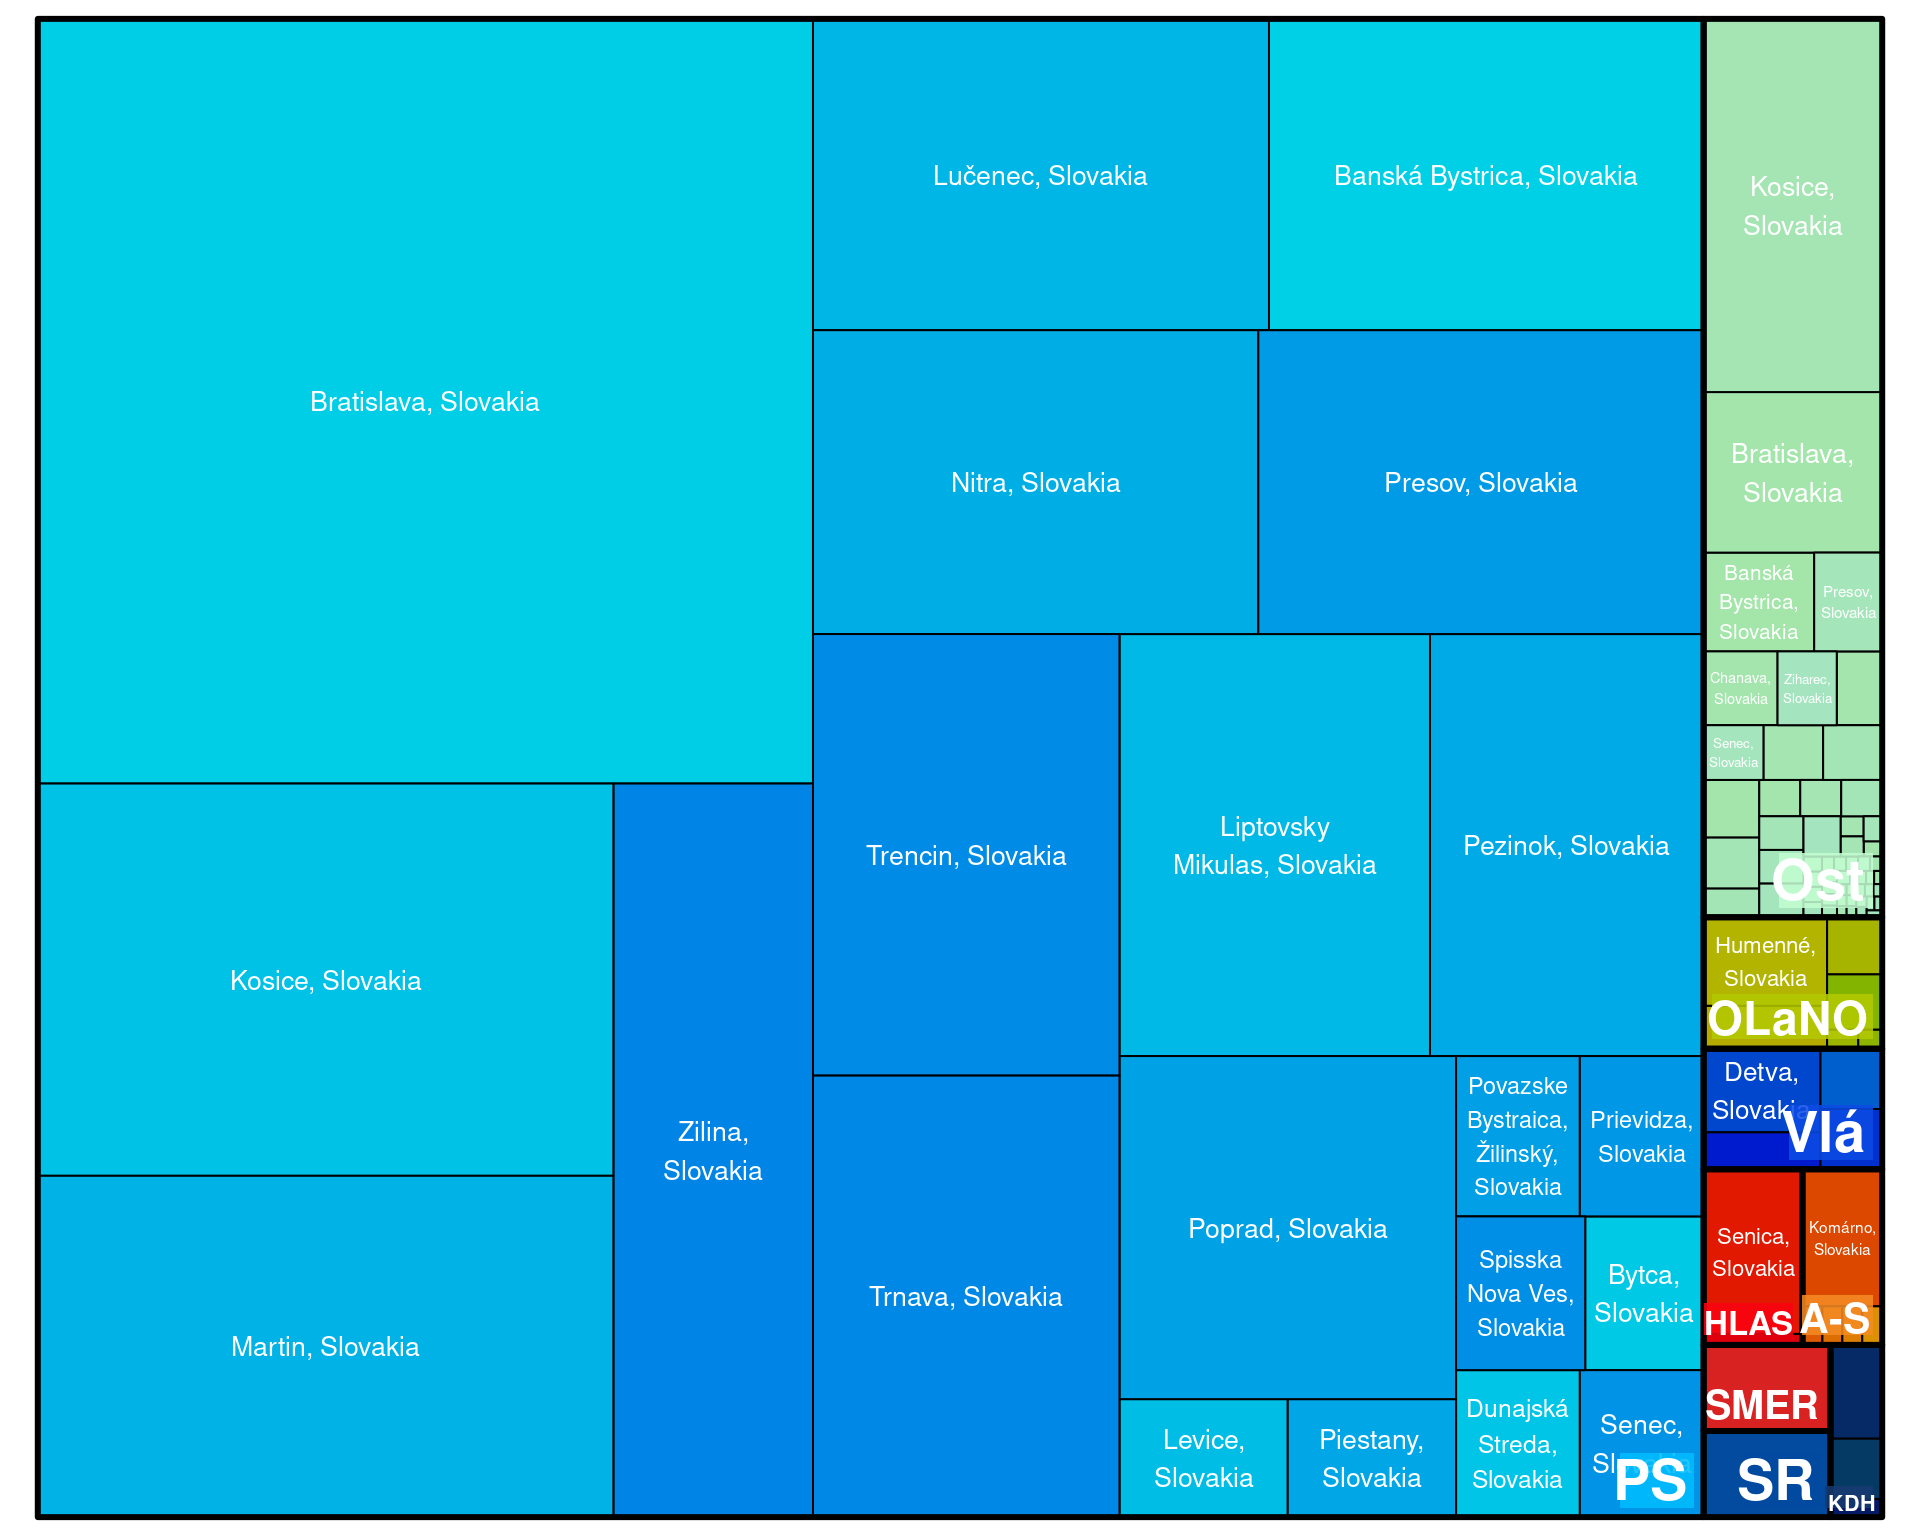 Bratislava, Slovakia
Lučenec, Slovakia
Banská Bystrica, Slovakia
Nitra, Slovakia
Presov, Slovakia
Kosice, Slovakia
Martin, Slovakia
Zilina,
Slovakia
Trencin, Slovakia
Trnava, Slovakia
Liptovsky
Mikulas, Slovakia
Pezinok, Slovakia
Poprad, Slovakia
Levice,
Slovakia
Piestany,
Slovakia
Povazske
Bystraica,
Žilinský,
Slovakia
Prievidza,
Slovakia
Spisska
Nova Ves,
Slovakia
Bytca,
Slovakia
Dunajská
Streda,
Slovakia
Senec,
PS
Kosice,
Slovakia
Bratislava,
Slovakia
Banská
Bystrica,
Slovakia
Presov,
Slovakia
Chanava,
Slovakia
Ziharec,
Slovakia
Senec,
Slovakia
Ost
Humenné,
Slovakia
OLaNO
Detva,
Slovakia
Vlá
Senica,
Slovakia
HLAS
Komárno,
Slovakia
A-S
SMER
SR
KDH